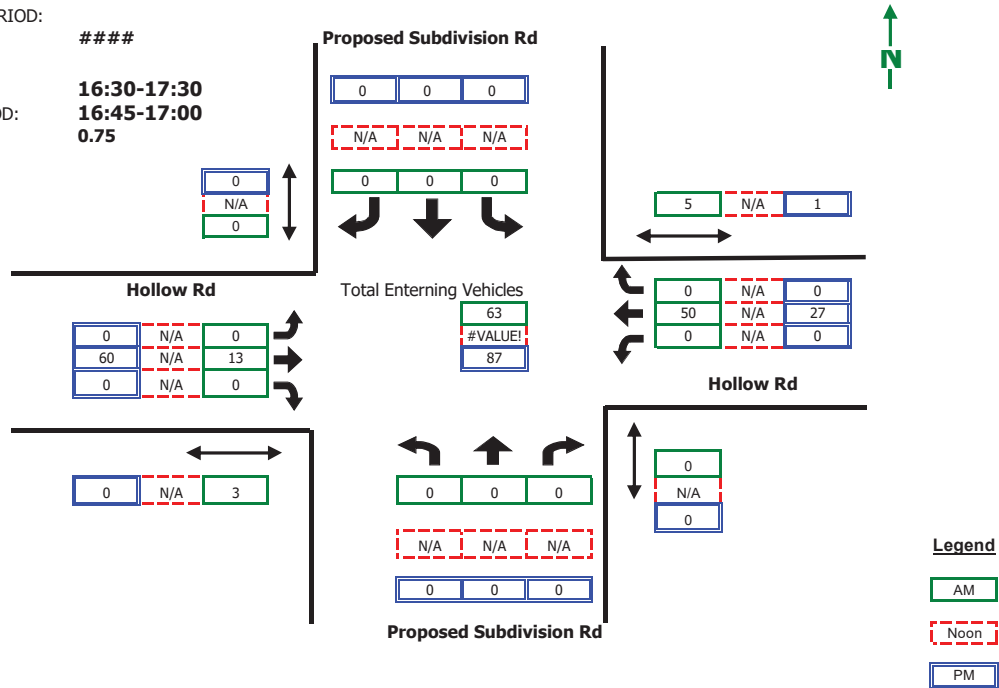 RIOD:
####
Proposed Subdivision Rd
N
16:30-17:30
OD: 16:45-17:00
0.75
0 0 0
N/A N/A N/A
0 0 0
0
N/A
0
5 N/A 1
Hollow Rd
Total Enterning Vehicles
63
#VALUE!
87
0 N/A 0
50 N/A 27
0 N/A 0
0 N/A 0
60 N/A 13
0 N/A 0
Hollow Rd
0 N/A 3
0 0 0
N/A N/A N/A
0 0 0
0
N/A
0
Proposed Subdivision Rd
Legend
AM
Noon
PM